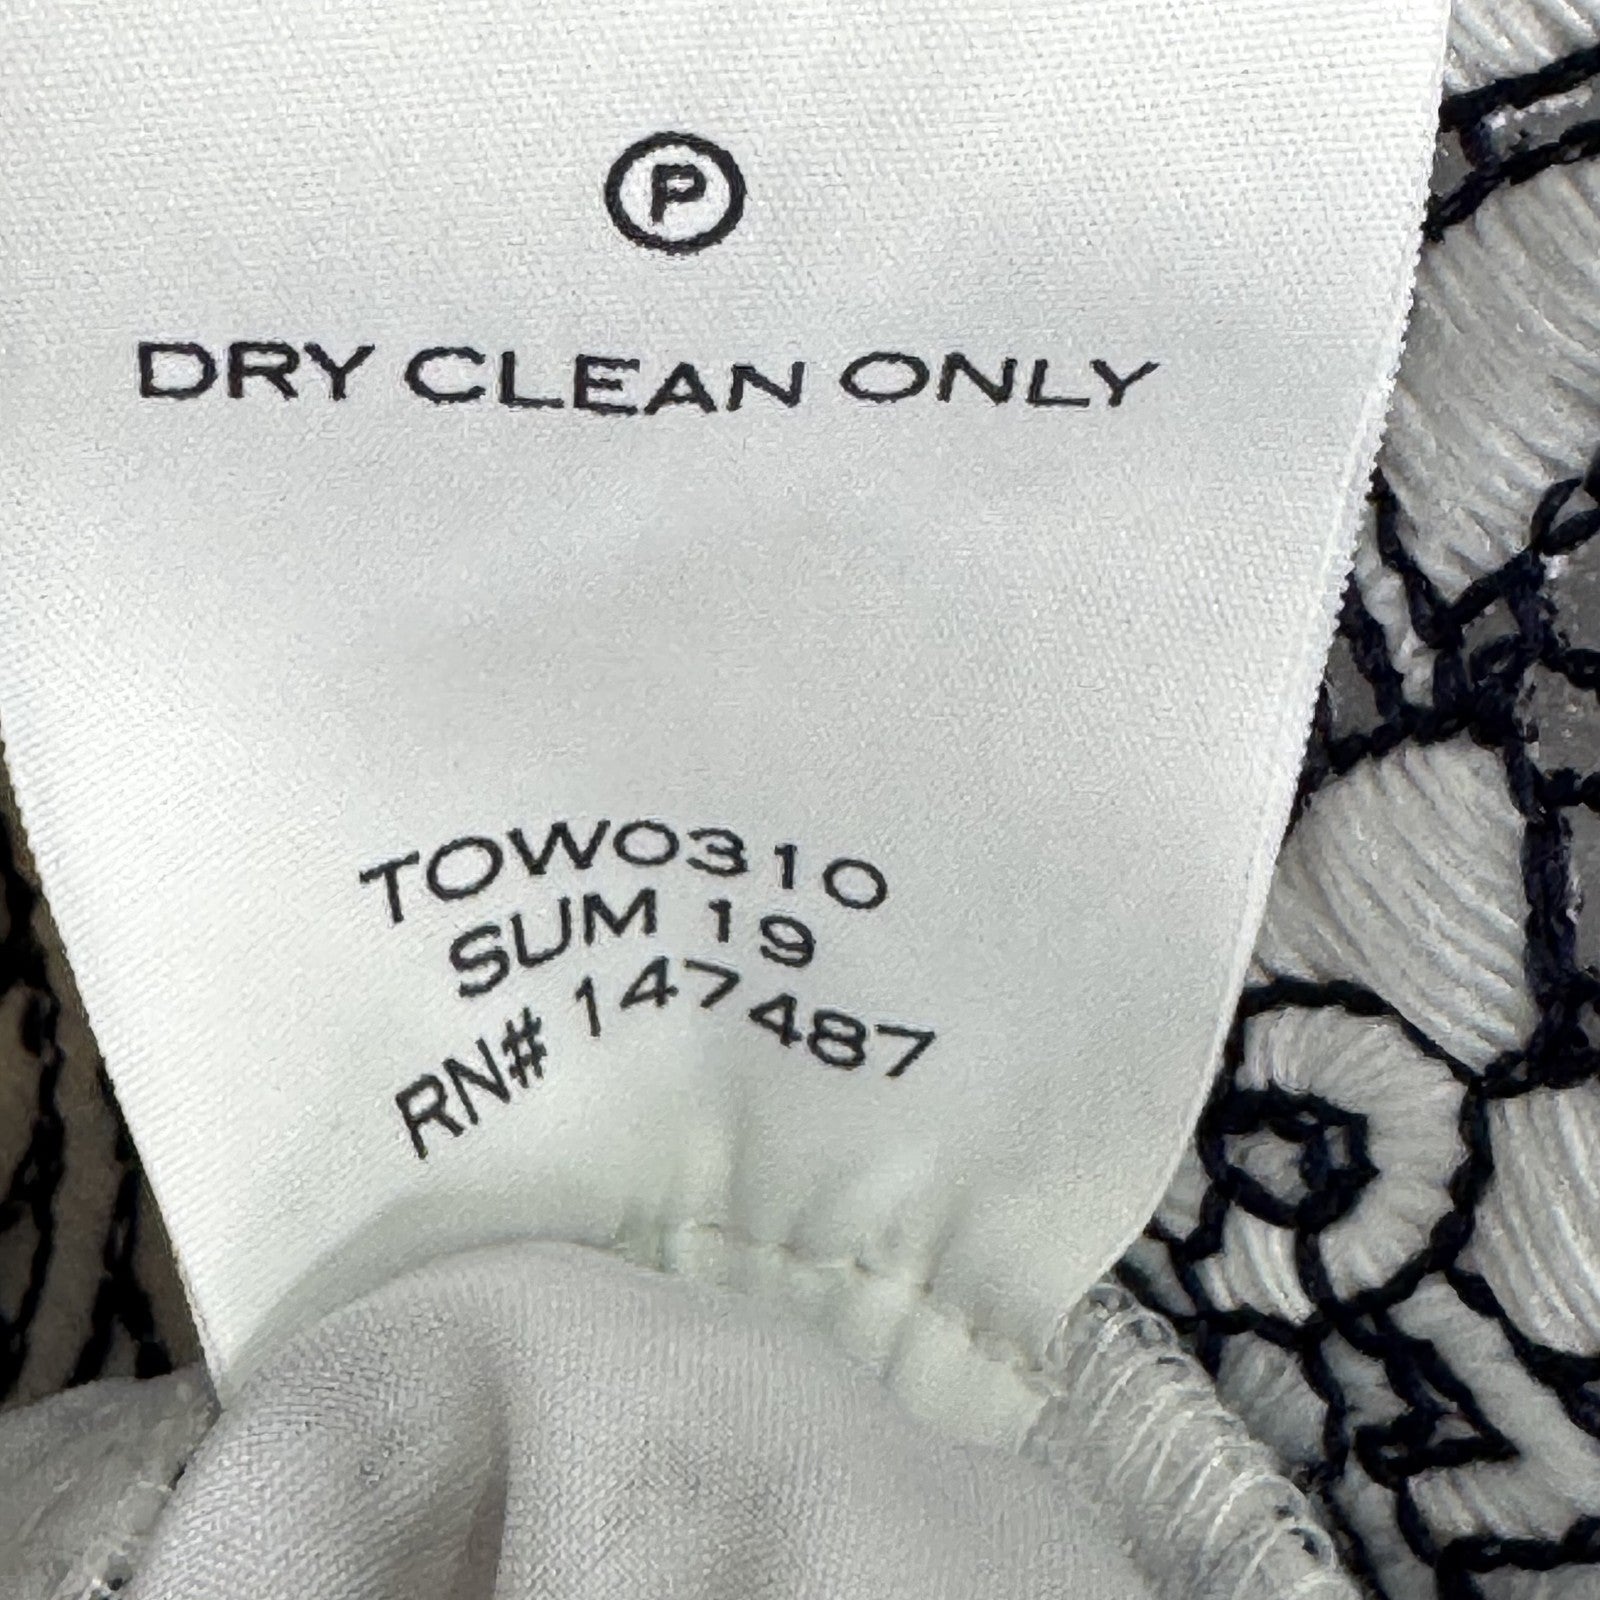 P
DRY CLEAN ONLY
TOW0310
SUM 19
RN# 147487